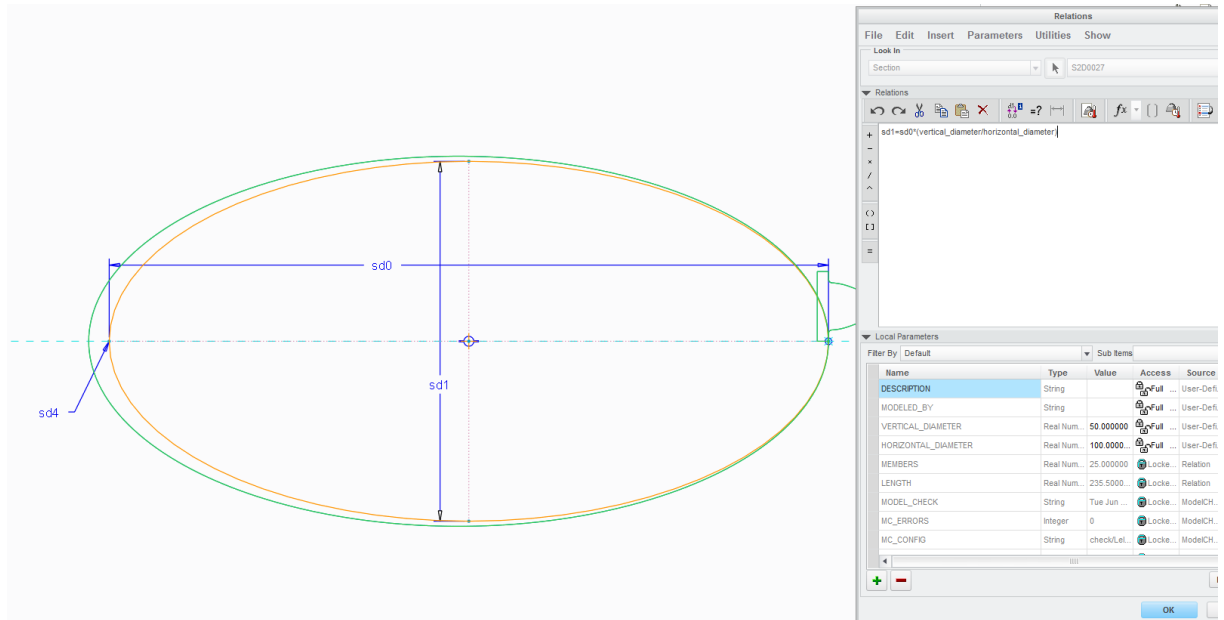 Relations
File Edit Insert Parameters Utilities Show
Look In
Section S2D0027
Relations
=? fx
sd1=sd0*(vertical_diameter/horizontal_diameter)
+
−
×
/
^
()
[]
=
sd0
sd1
sd4
Local Parameters
Filter By Default Sub Items
Name Type Value Access Source
DESCRIPTION String Full ... User-Defi..
MODELED_BY String Full ... User-Defi..
VERTICAL_DIAMETER Real Num... 50.000000 Full ... User-Defi..
HORIZONTAL_DIAMETER Real Num... 100.0000... Full ... User-Defi..
MEMBERS Real Num... 25.000000 Locke... Relation
LENGTH Real Num... 235.5000... Locke... Relation
MODEL_CHECK String Tue Jun ... Locke... ModelCH..
MC_ERRORS Integer 0 Locke... ModelCH..
MC_CONFIG String check/Lei... Locke... ModelCH..
OK